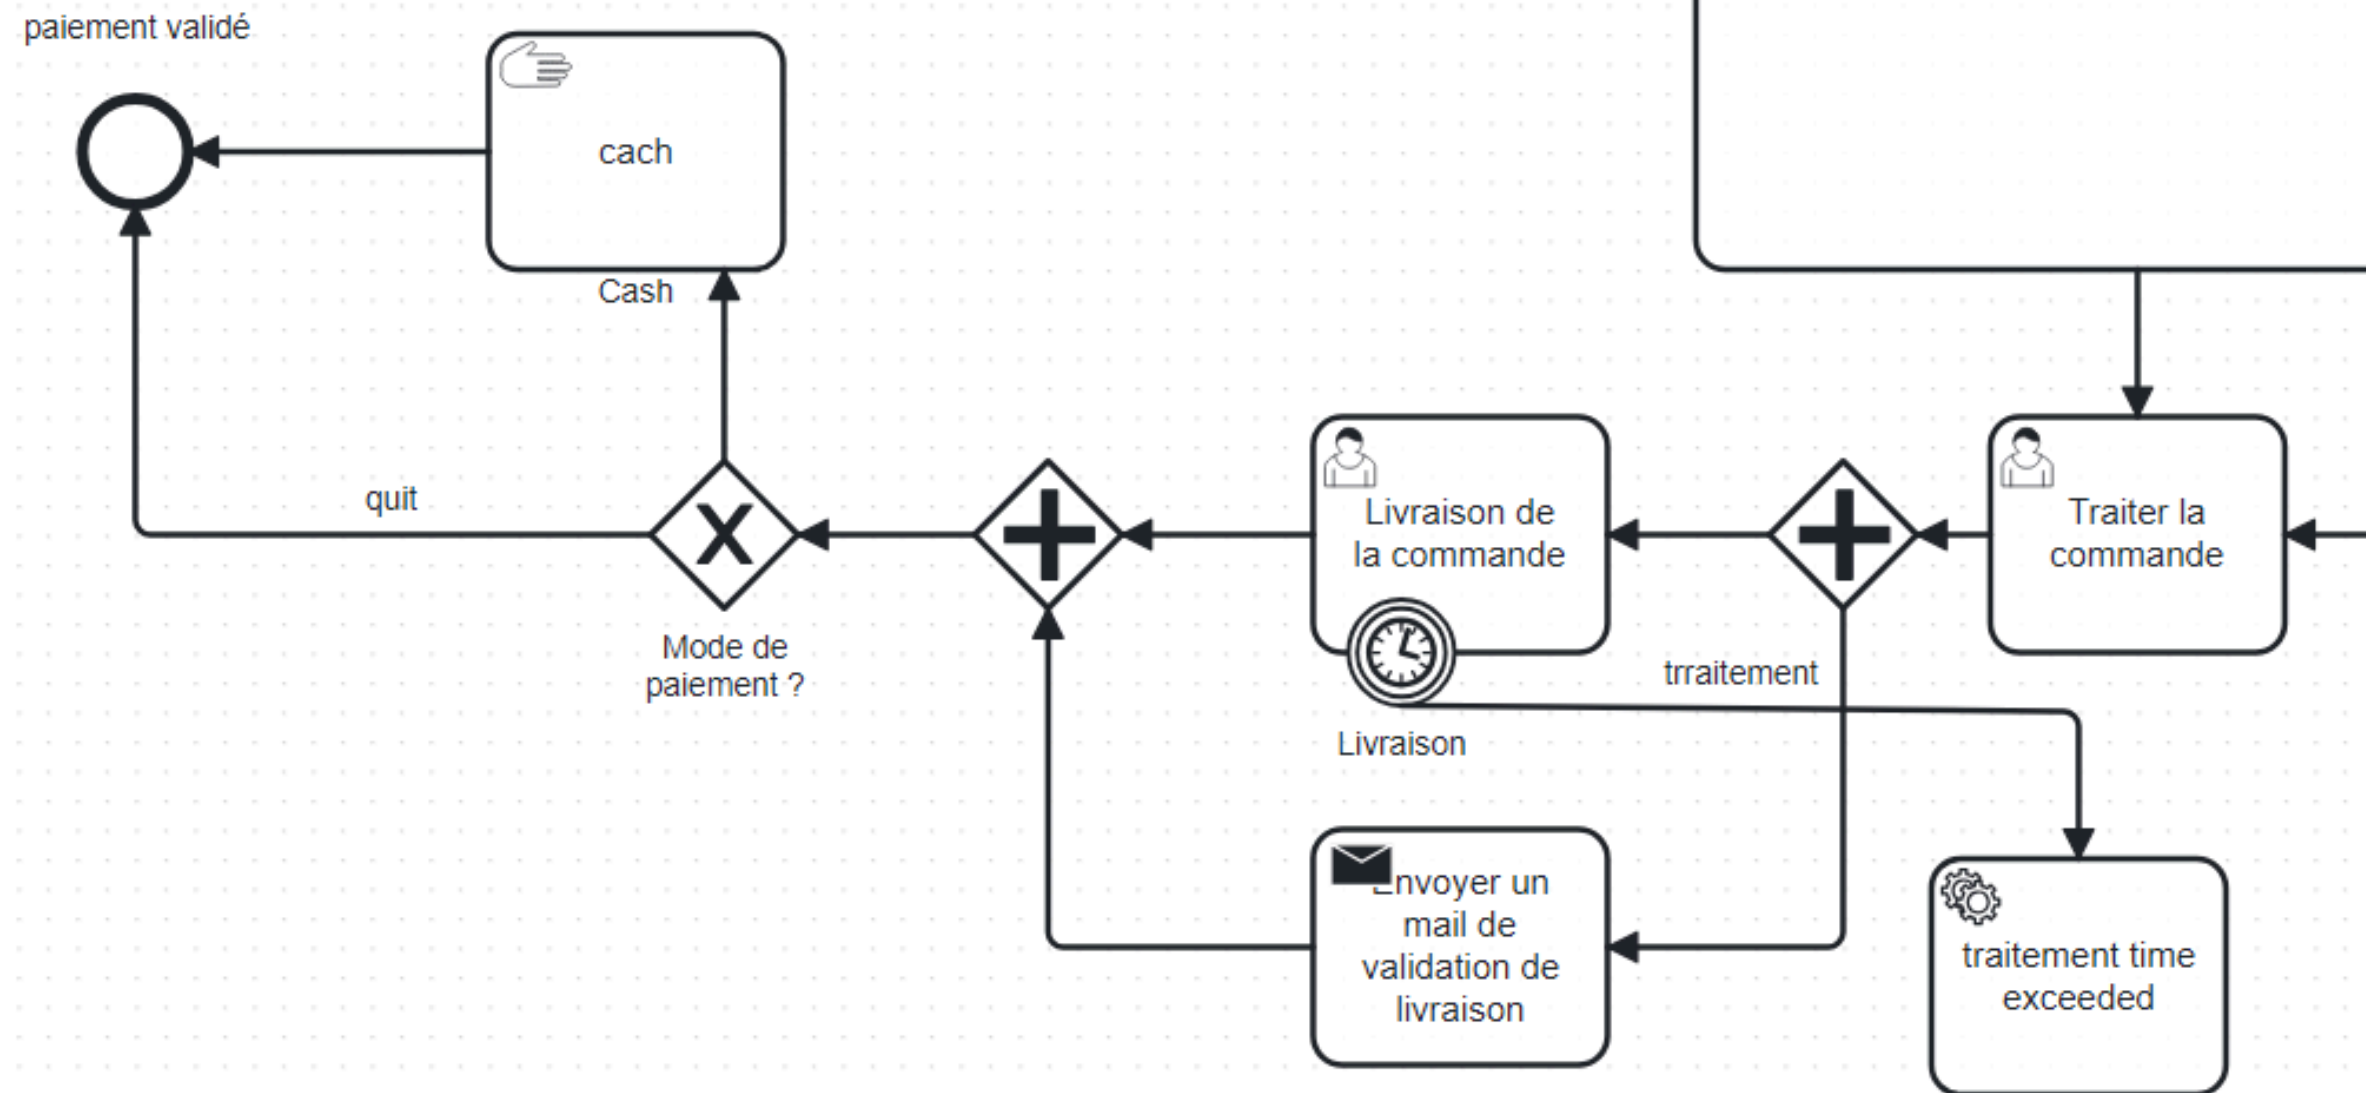 paiement validé
cach
Cash
quit
Mode de
paiement ?
Livraison de
la commande
Traiter la
commande
trraitement
Livraison
Envoyer un
mail de
validation de
livraison
traitement time
exceeded